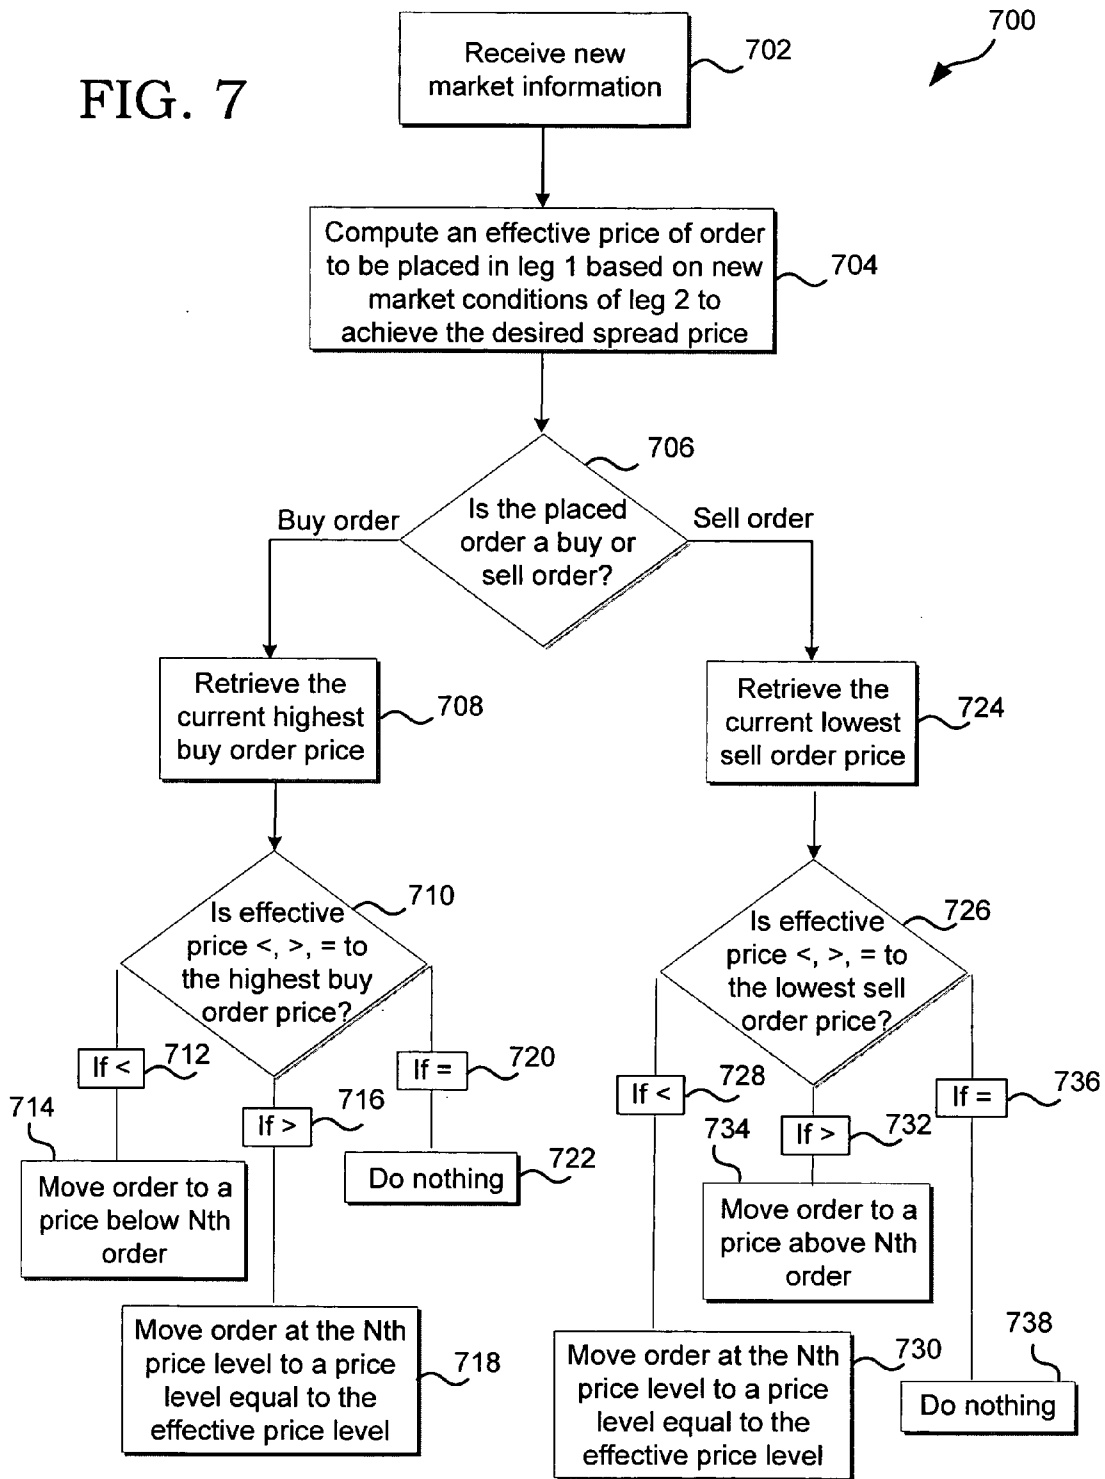 700
FIG. 7
Receive new
market information
702
Compute an effective price of order
to be placed in leg 1 based on new
market conditions of leg 2 to
achieve the desired spread price
704
706
Is the placed
order a buy or
sell order?
Buy order
Sell order
Retrieve the
current highest
buy order price
708
Retrieve the
current lowest
sell order price
724
710
Is effective
price <, >, = to
the highest buy
order price?
726
Is effective
price <, >, = to
the lowest sell
order price?
If <
712
If >
716
If =
720
If <
728
If >
732
If =
736
714
Move order to a
price below Nth
order
Do nothing
722
734
Move order to a
price above Nth
order
Move order at the Nth
price level to a price
level equal to the
effective price level
718
Move order at the Nth
price level to a price
level equal to the
effective price level
730
738
Do nothing